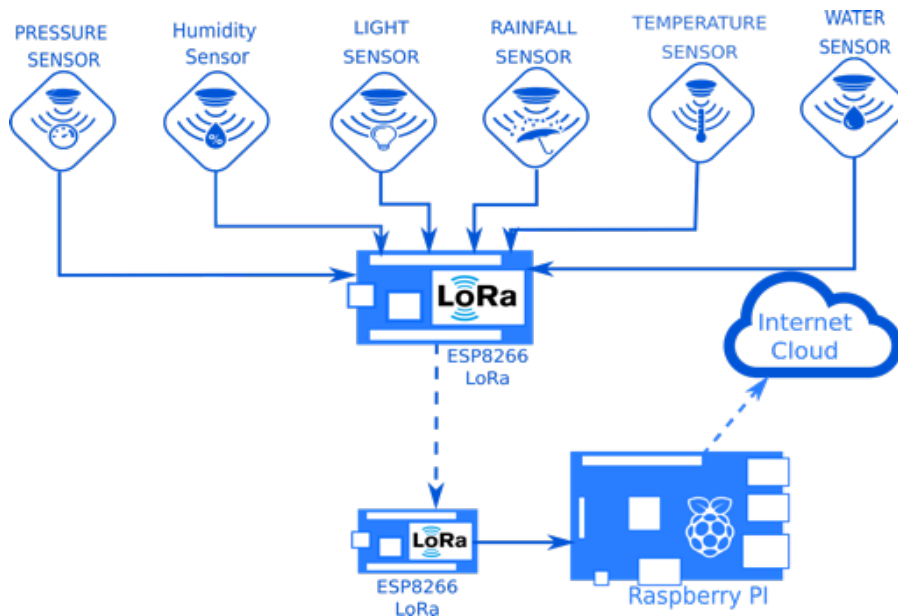 PRESSURE
SENSOR
Humidity
Sensor
LIGHT
SENSOR
RAINFALL
SENSOR
TEMPERATURE
SENSOR
WATER
SENSOR
%
LoRa
ESP8266
LoRa
Internet
Cloud
LoRa
ESP8266
LoRa
Raspberry PI